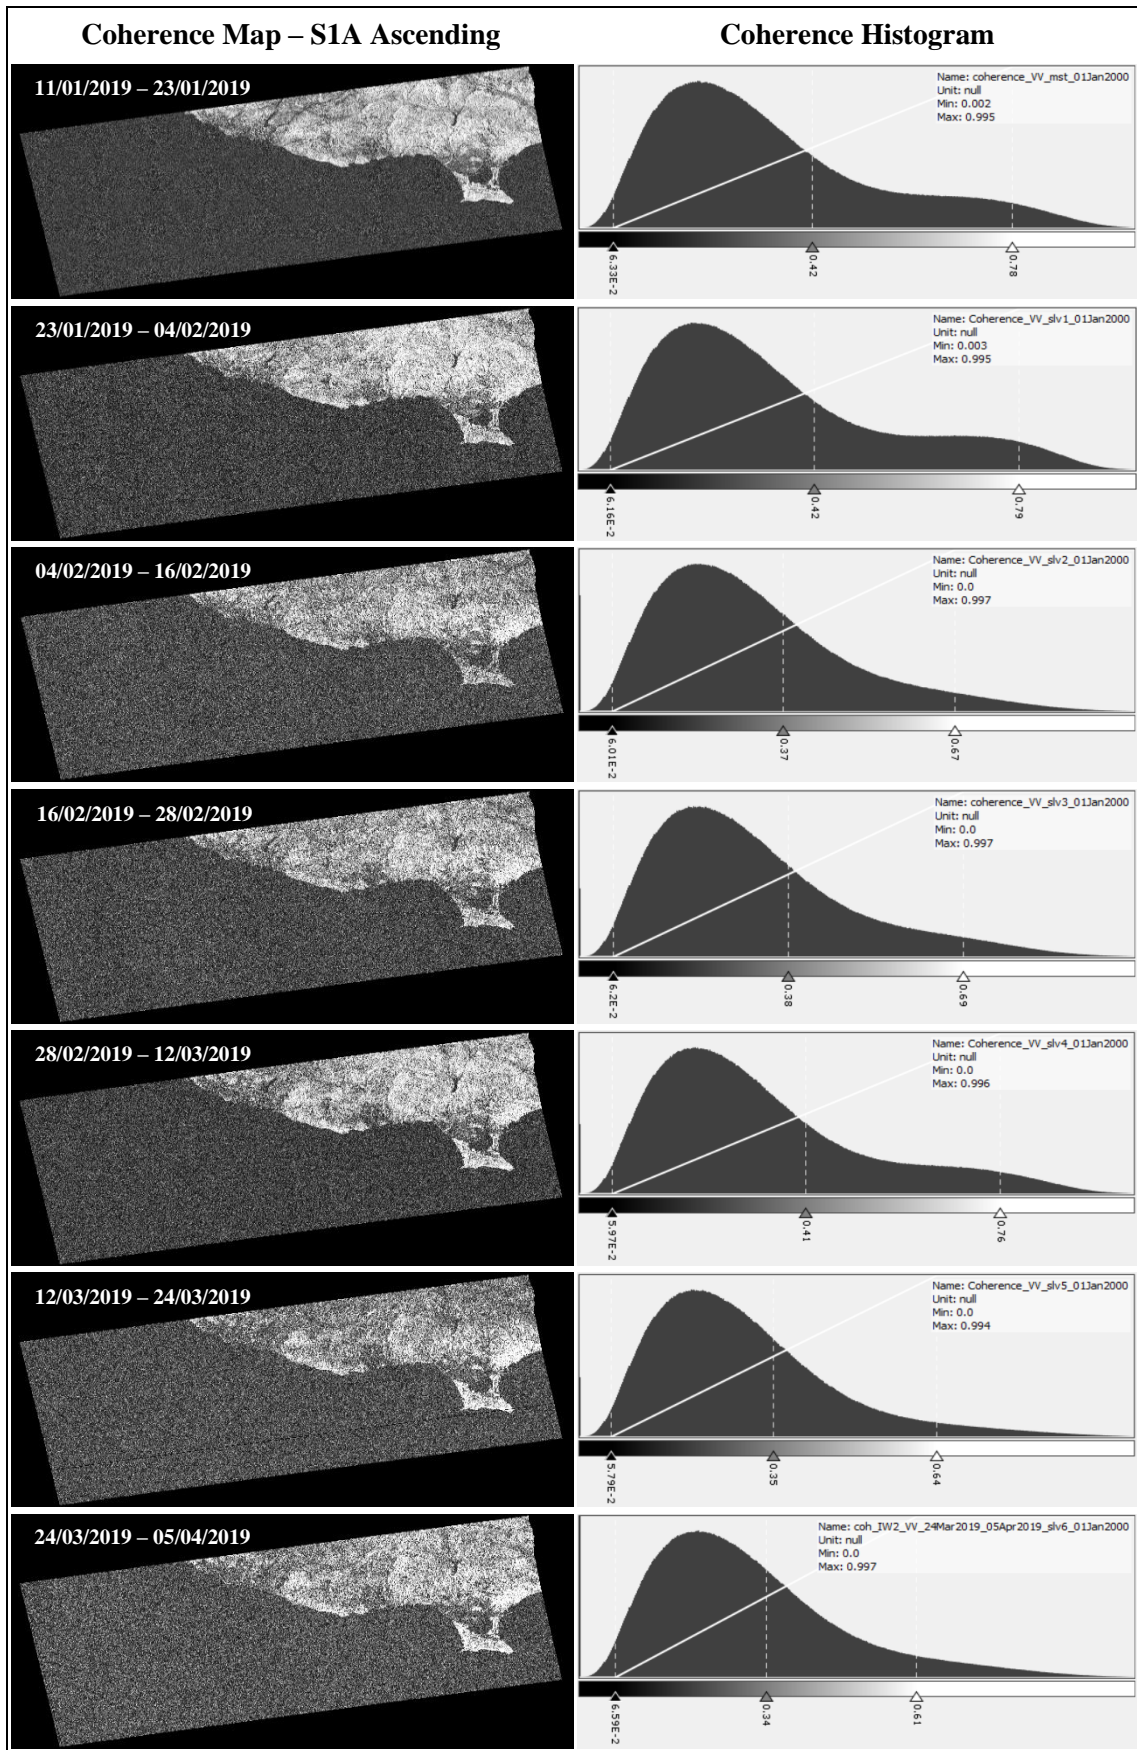 Coherence Map – S1A Ascending
Coherence Histogram
11/01/2019 – 23/01/2019
Name: coherence_VV_mst_01Jan2000
Unit: null
Min: 0.002
Max: 0.995
6.33E-2
0.42
0.78
23/01/2019 – 04/02/2019
Name: Coherence_VV_slv1_01Jan2000
Unit: null
Min: 0.003
Max: 0.995
6.16E-2
0.42
0.79
04/02/2019 – 16/02/2019
Name: Coherence_VV_slv2_01Jan2000
Unit: null
Min: 0.0
Max: 0.997
6.01E-2
0.37
0.67
16/02/2019 – 28/02/2019
Name: coherence_VV_slv3_01Jan2000
Unit: null
Min: 0.0
Max: 0.997
6.2E-2
0.38
0.69
28/02/2019 – 12/03/2019
Name: Coherence_VV_slv4_01Jan2000
Unit: null
Min: 0.0
Max: 0.996
5.97E-2
0.41
0.76
12/03/2019 – 24/03/2019
Name: Coherence_VV_slv5_01Jan2000
Unit: null
Min: 0.0
Max: 0.994
5.79E-2
0.35
0.64
24/03/2019 – 05/04/2019
Name: coh_IW2_VV_24Mar2019_05Apr2019_slv6_01Jan2000
Unit: null
Min: 0.0
Max: 0.997
6.59E-2
0.34
0.61